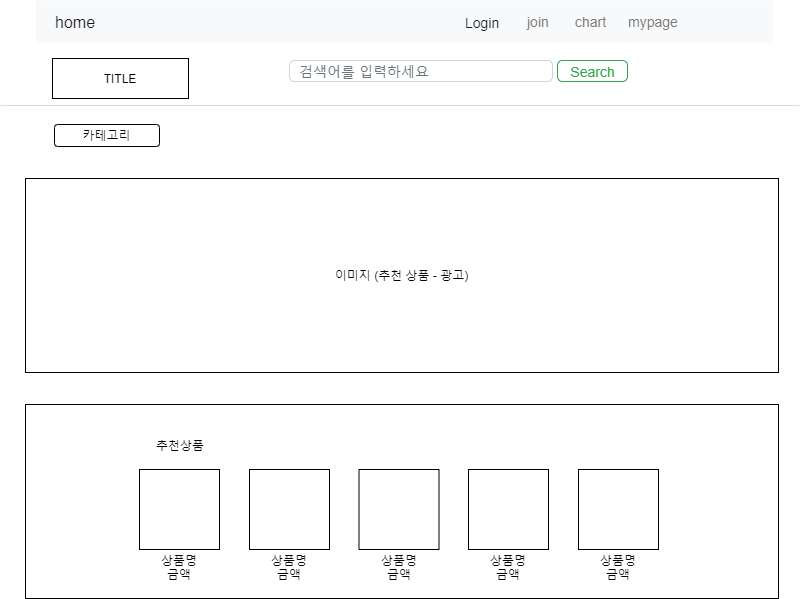 home Login join chart mypage
TITLE 검색어를 입력하세요 Search
카테고리
이미지 (추천 상품 - 광고)
추천상품
상품명 상품명 상품명 상품명 상품명
금액 금액 금액 금액 금액